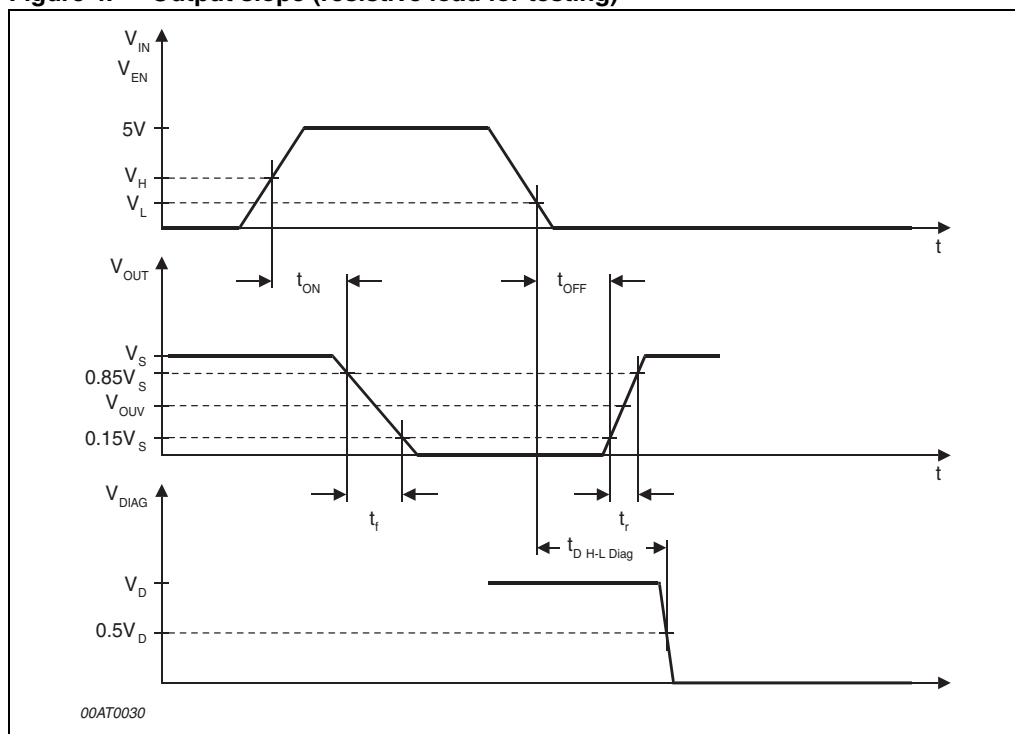 Figure 4. Output slope (resistive load for testing)
V_IN
V_EN
5V
V_H
V_L
t
V_OUT
t_ON
t_OFF
V_S
0.85V_S
V_OUV
0.15V_S
t
V_DIAG
t_f
t_r
t_D H-L Diag
V_D
0.5V_D
t
00AT0030